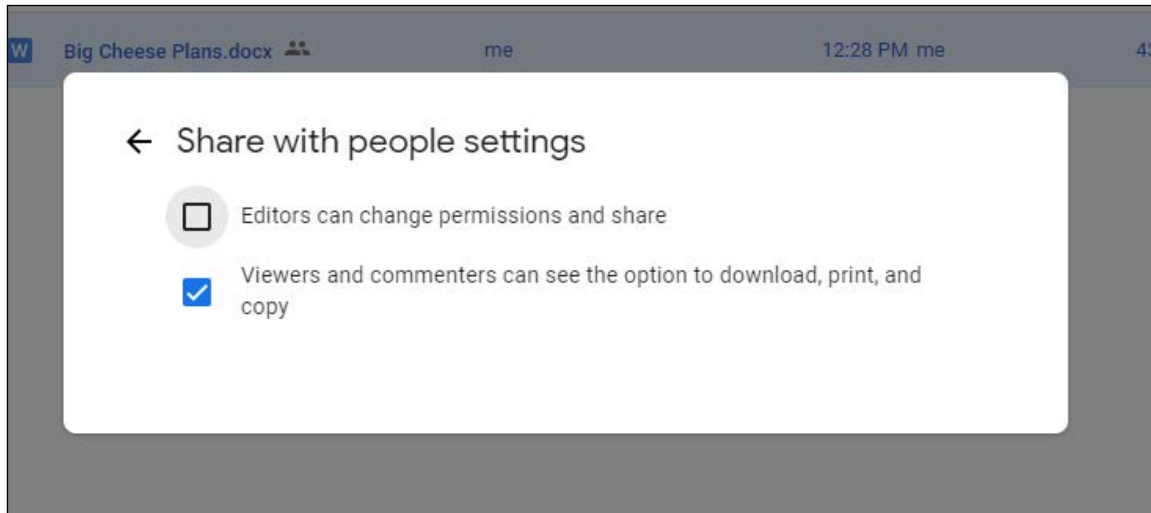 W Big Cheese Plans.docx me 12:28 PM me 43
Share with people settings
Editors can change permissions and share
Viewers and commenters can see the option to download, print, and
copy